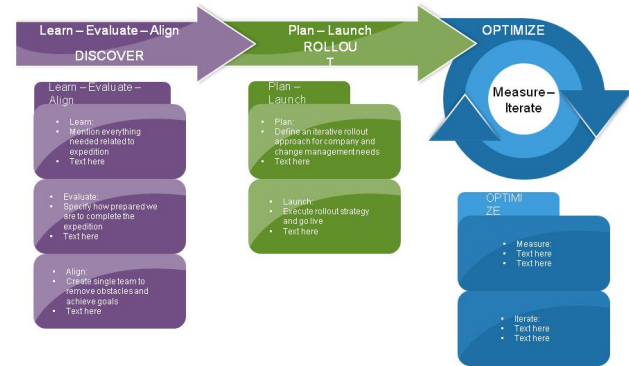 Learn – Evaluate – Align
DISCOVER
Plan – Launch
ROLLOU
T
OPTIMIZE
Measure –
Iterate
Learn – Evaluate –
Align
• Learn:
• Mention everything
needed related to
expedition
• Text here
• Evaluate:
• Specify how prepared we
are to complete the
expedition
• Text here
• Align:
• Create single team to
remove obstacles and
achieve goals
• Text here
Plan –
Launch
• Plan:
• Define an iterative rollout
approach for company and
change management needs
• Text here
• Launch:
• Execute rollout strategy
and go live
• Text here
OPTIMI
ZE
• Measure:
• Text here
• Text here
• Iterate:
• Text here
• Text here